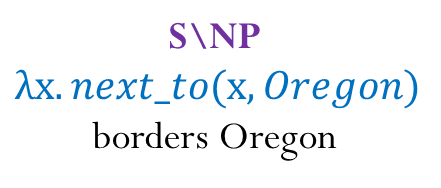 S\NP
λx. next_to(x, Oregon)
borders Oregon